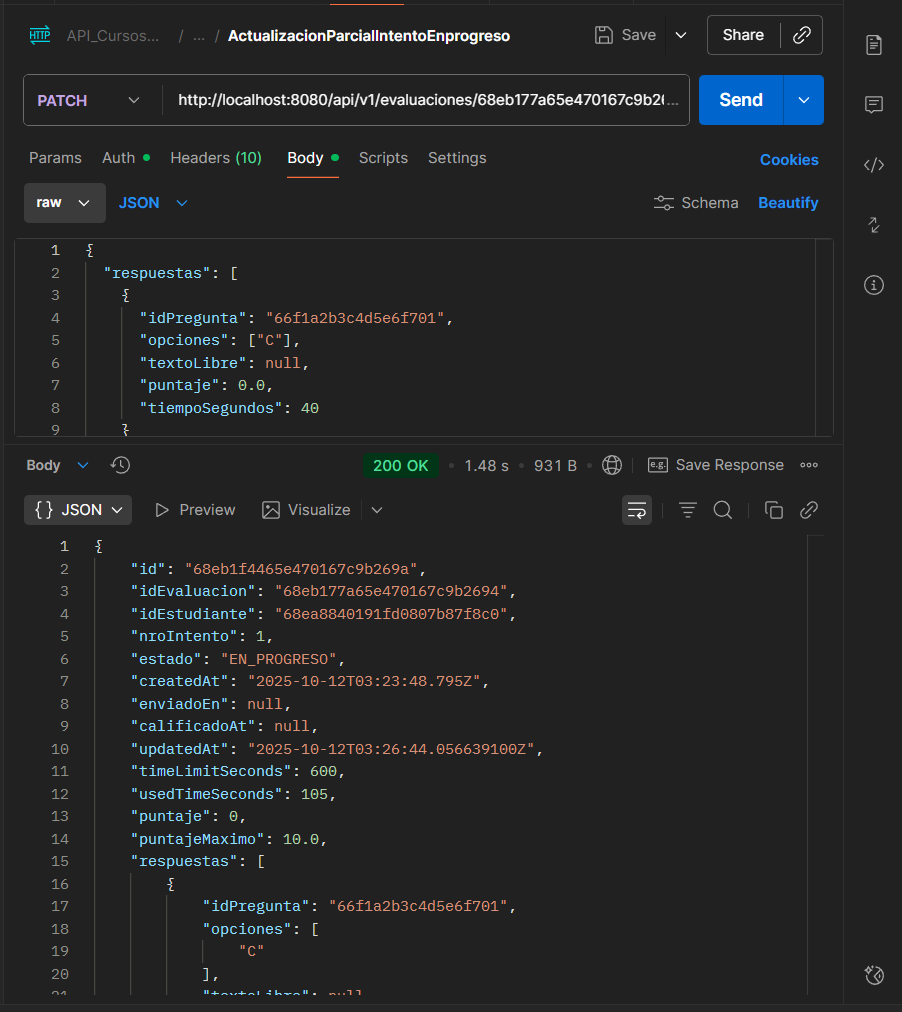 HTTP API_Cursos... / ... / ActualizacionParcialIntentoEnprogreso Save Share
PATCH http://localhost:8080/api/v1/evaluaciones/68eb177a65e470167c9b2(... Send
Params Auth Headers (10) Body Scripts Settings Cookies
raw JSON Schema Beautify
1 {
2 "respuestas": [
3 {
4 "idPregunta": "66f1a2b3c4d5e6f701",
5 "opciones": ["C"],
6 "textoLibre": null,
7 "puntaje": 0.0,
8 "tiempoSegundos": 40
9 }
Body 200 OK • 1.48 s • 931 B • e.g. Save Response
{} JSON Preview Visualize
1 {
2 "id": "68eb1f4465e470167c9b269a",
3 "idEvaluacion": "68eb177a65e470167c9b2694",
4 "idEstudiante": "68ea8840191fd0807b87f8c0",
5 "nroIntento": 1,
6 "estado": "EN_PROGRESO",
7 "createdAt": "2025-10-12T03:23:48.795Z",
8 "enviadoEn": null,
9 "calificadoAt": null,
10 "updatedAt": "2025-10-12T03:26:44.056639100Z",
11 "timeLimitSeconds": 600,
12 "usedTimeSeconds": 105,
13 "puntaje": 0,
14 "puntajeMaximo": 10.0,
15 "respuestas": [
16 {
17 "idPregunta": "66f1a2b3c4d5e6f701",
18 "opciones": [
19 "C"
20 ],
21 "textoLibre": null